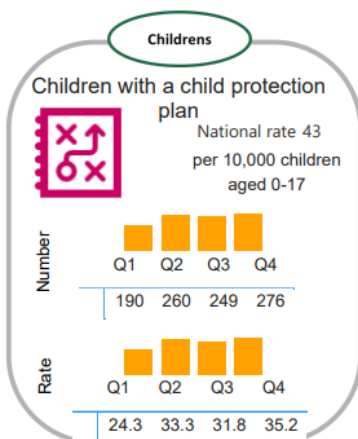 Childrens
Children with a child protection
plan
National rate 43
per 10,000 children
aged 0-17
Number
Q1 Q2 Q3 Q4
190 260 249 276
Rate
Q1 Q2 Q3 Q4
24.3 33.3 31.8 35.2